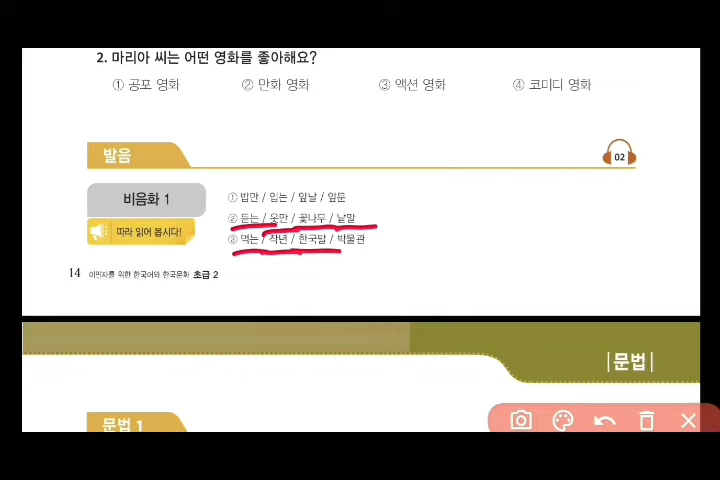 2. 마리아 씨는 어떤 영화를 좋아해요?
① 공포 영화 ② 만화 영화 ③ 액션 영화 ④ 코미디 영화
발음
02
비음화 1
따라 읽어 봅시다!
① 밥만 / 입는 / 앞날 / 앞문
② 듣는 / 옷만 / 꽃나무 / 낱말
③ 먹는 / 작년 / 한국말 / 박물관
14 이민자를 위한 한국어와 한국문화 초급 2
|문법|
문법 1